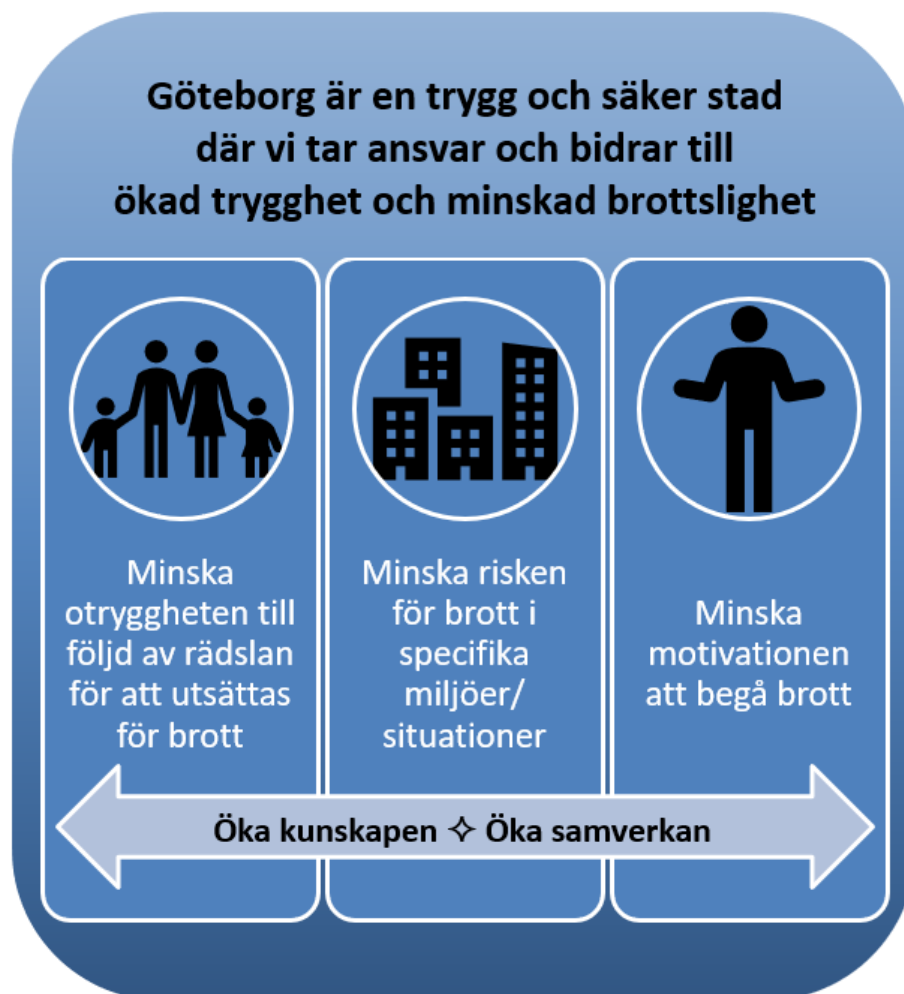 Göteborg är en trygg och säker stad
där vi tar ansvar och bidrar till
ökad trygghet och minskad brottslighet
Minska
otryggheten till
följd av rädslan
för att utsättas
för brott
Minska risken
för brott i
specifika
miljöer/
situationer
Minska
motivationen
att begå brott
Öka kunskapen ✧ Öka samverkan